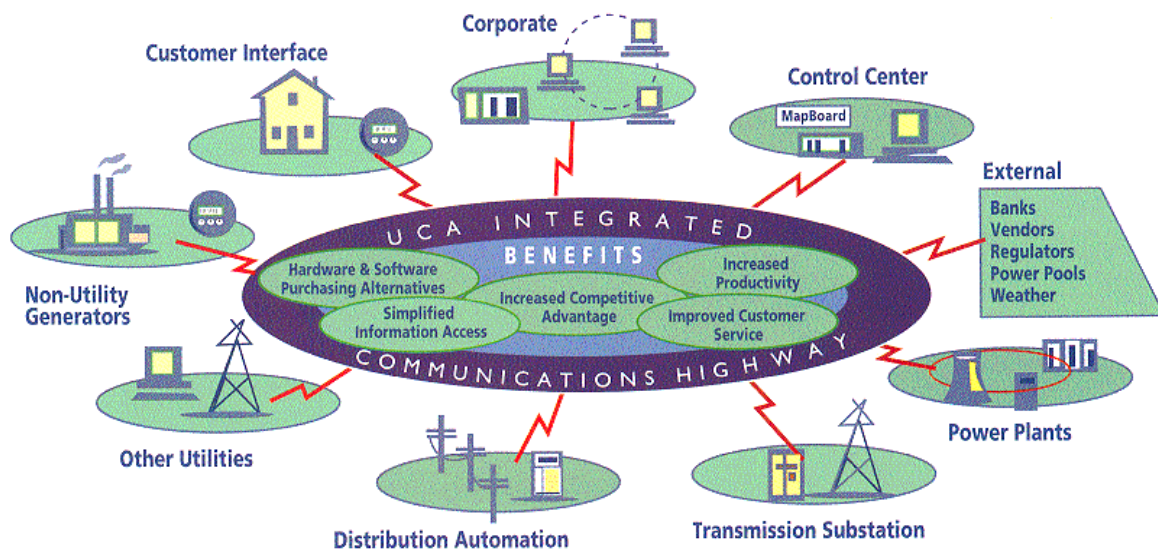 Corporate
Customer Interface
Control Center
MapBoard
External
Banks
Vendors
Regulators
Power Pools
Weather
UCA INTEGRATED
BENEFITS
Hardware & Software
Purchasing Alternatives
Increased
Productivity
Increased Competitive
Advantage
Simplified
Information Access
Improved Customer
Service
COMMUNICATIONS HIGHWAY
Non-Utility
Generators
Other Utilities
Power Plants
Distribution Automation
Transmission Substation